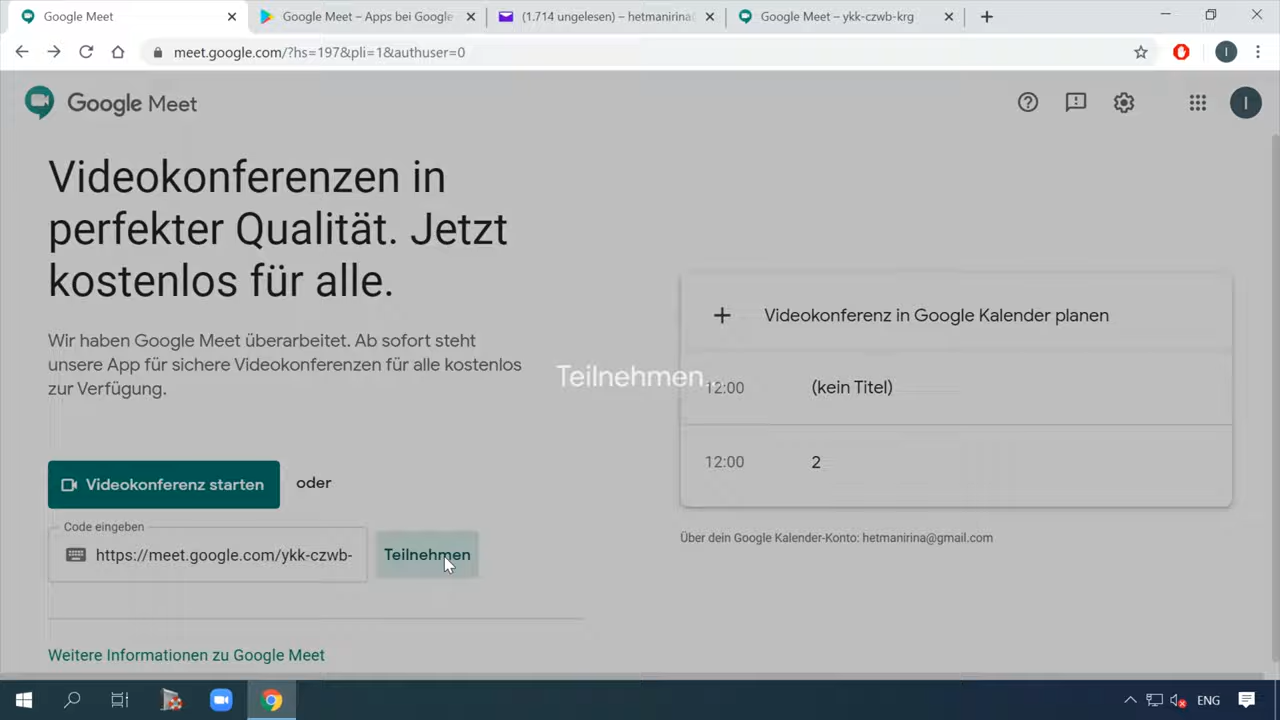 Google Meet
Google Meet – Apps bei Google
(1.714 ungelesen) – hetmanirina
Google Meet – ykk-czwb-krg
meet.google.com/?hs=197&pli=1&authuser=0
I
Google Meet
I
Videokonferenzen in
perfekter Qualität. Jetzt
kostenlos für alle.
Wir haben Google Meet überarbeitet. Ab sofort steht
unsere App für sichere Videokonferenzen für alle kostenlos
zur Verfügung.
Videokonferenz starten
oder
Code eingeben
https://meet.google.com/ykk-czwb-
Teilnehmen
Weitere Informationen zu Google Meet
Teilnehmen...
Videokonferenz in Google Kalender planen
12:00 (kein Titel)
12:00 2
Über dein Google Kalender-Konto: hetmanirina@gmail.com
ENG